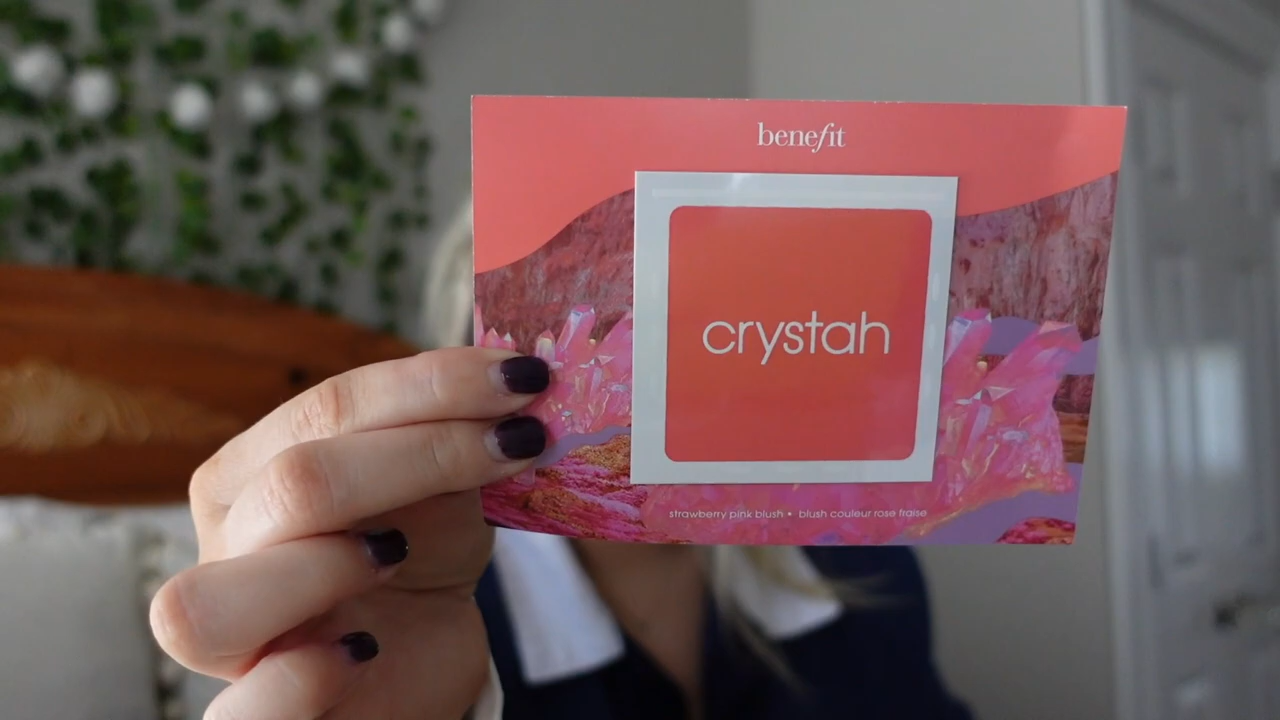 benefit
crystah
strawberry pink blush • blush couleur rose fraise